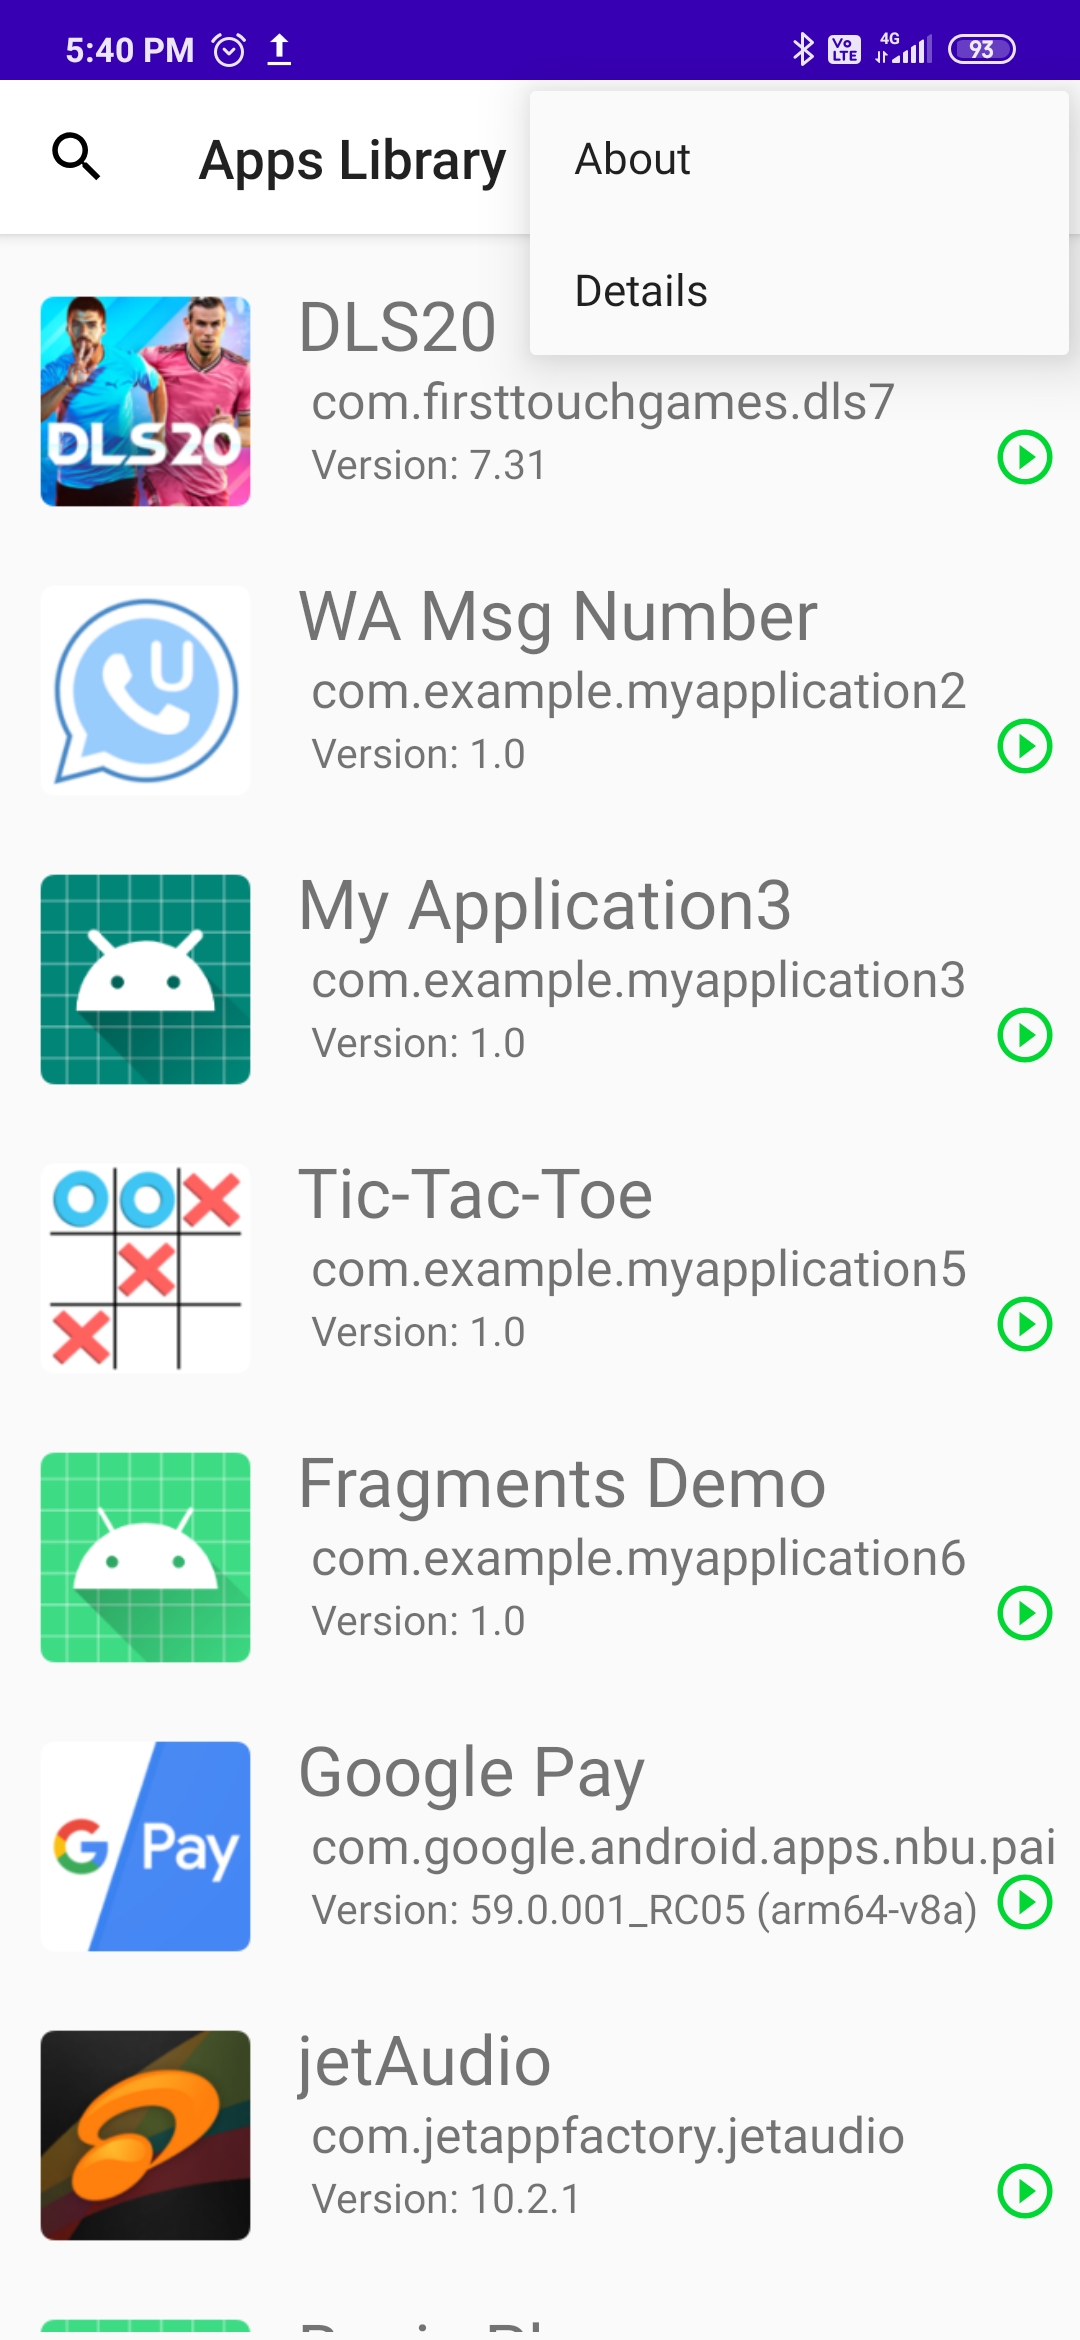 5:40 PM
Vo LTE
4G
93
Apps Library
About
Details
DLS20
DLS20
com.firsttouchgames.dls7
Version: 7.31
U
WA Msg Number
com.example.myapplication2
Version: 1.0
My Application3
com.example.myapplication3
Version: 1.0
Tic-Tac-Toe
com.example.myapplication5
Version: 1.0
Fragments Demo
com.example.myapplication6
Version: 1.0
G Pay
Google Pay
com.google.android.apps.nbu.pai
Version: 59.0.001_RC05 (arm64-v8a)
jetAudio
com.jetappfactory.jetaudio
Version: 10.2.1